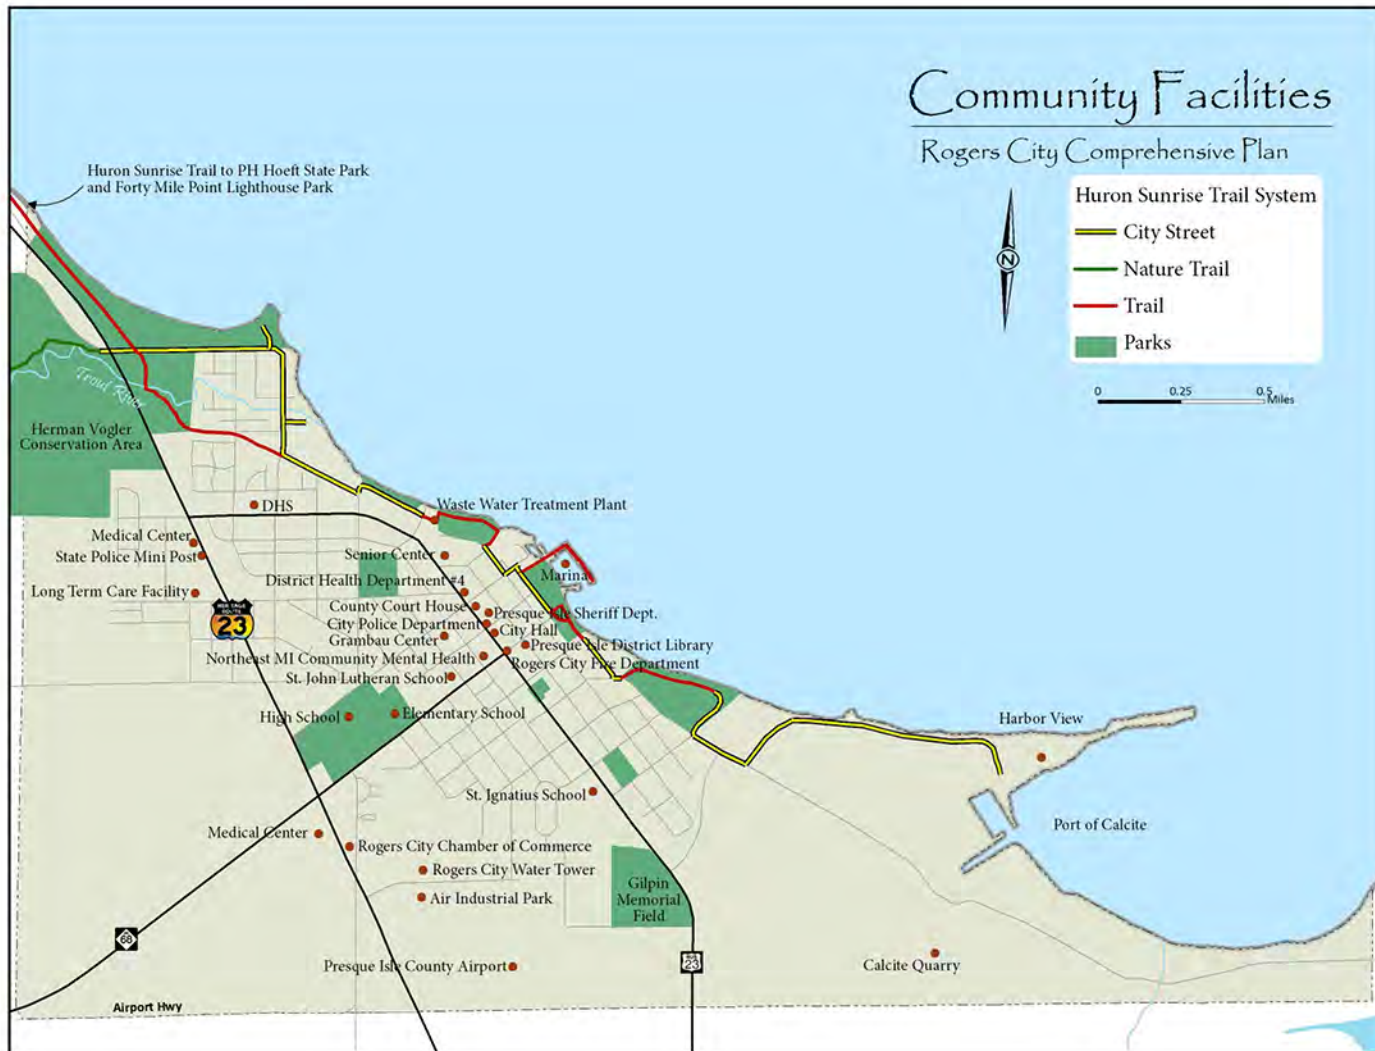 Community Facilities
Rogers City Comprehensive Plan
Huron Sunrise Trail to PH Hoeft State Park
and Forty Mile Point Lighthouse Park
N
Huron Sunrise Trail System
City Street
Nature Trail
Trail
Parks
0 0.25 0.5
Miles
Trout River
Herman Vogler
Conservation Area
DHS
Waste Water Treatment Plant
Medical Center
State Police Mini Post
Senior Center
Marina
District Health Department #4
Long Term Care Facility
HERITAGE
ROUTE
23
County Court House
Presque Isle Sheriff Dept.
City Police Department
City Hall
Grambau Center
Presque Isle District Library
Northeast MI Community Mental Health
Rogers City Fire Department
St. John Lutheran School
High School
Elementary School
Harbor View
St. Ignatius School
Port of Calcite
Medical Center
Rogers City Chamber of Commerce
Rogers City Water Tower
Air Industrial Park
Gilpin
Memorial
Field
68
BUS
23
Presque Isle County Airport
Calcite Quarry
Airport Hwy